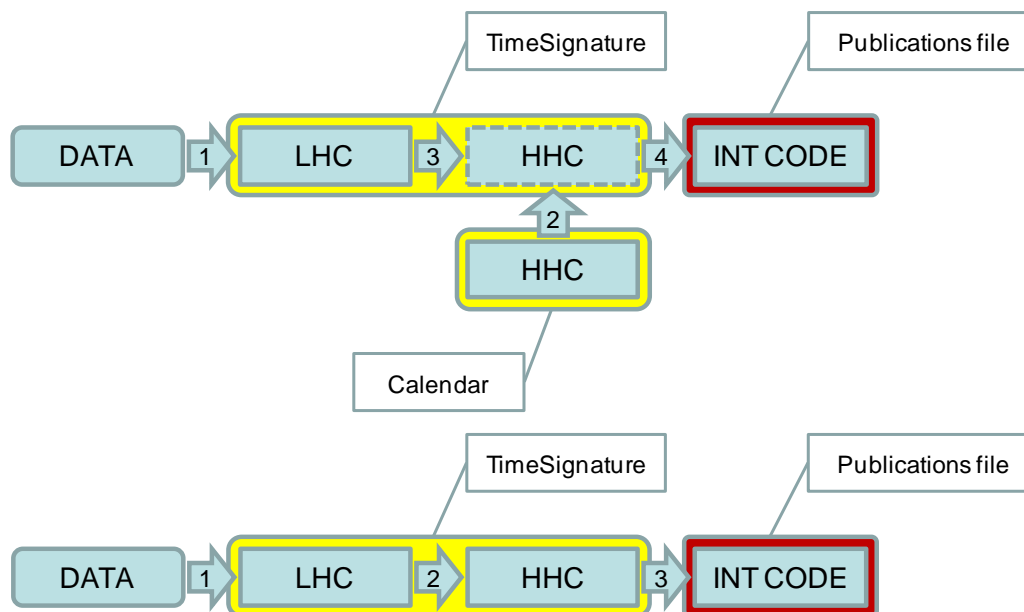 TimeSignature
Publications file
DATA
1
LHC
3
HHC
4
INT CODE
2
HHC
Calendar
TimeSignature
Publications file
DATA
1
LHC
2
HHC
3
INT CODE